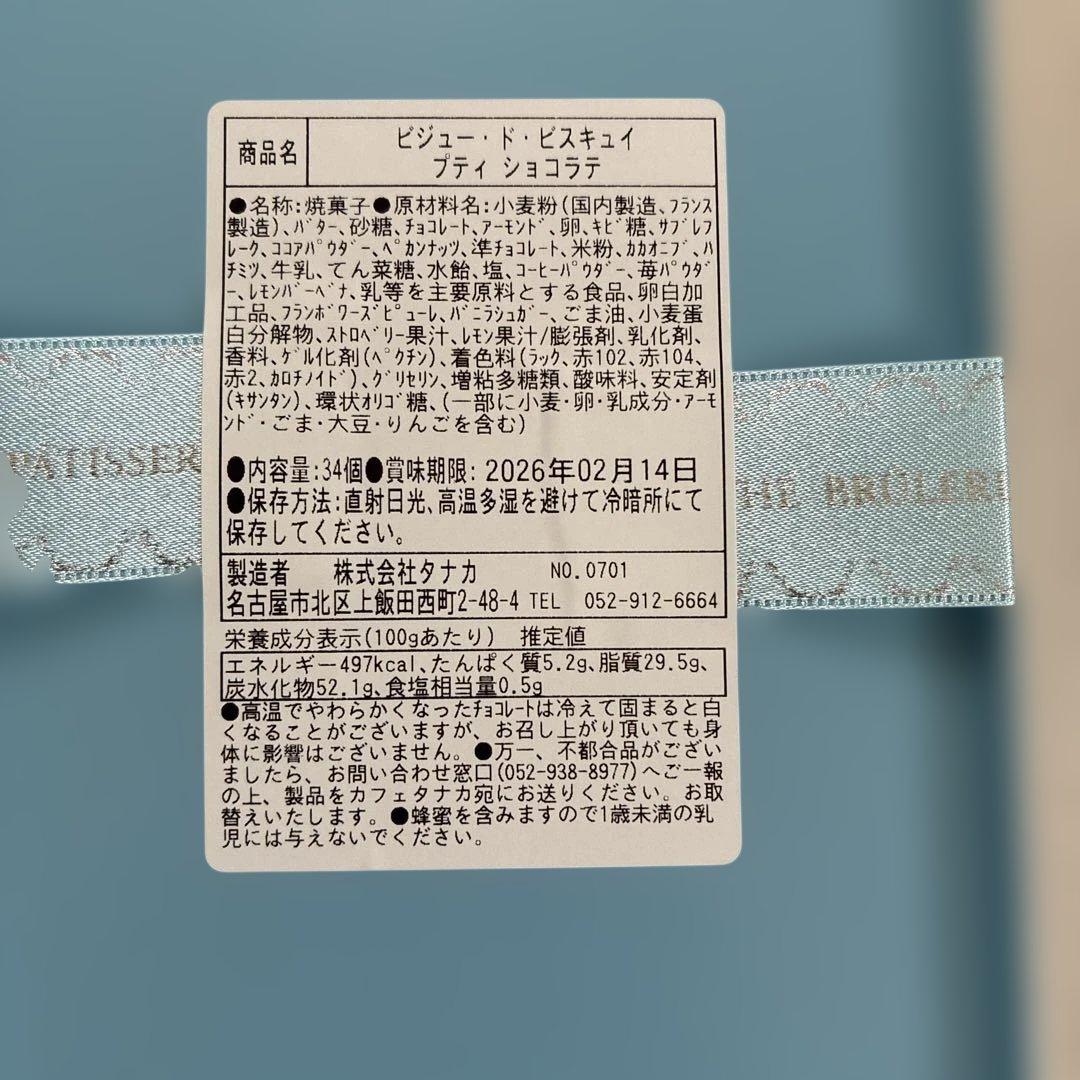 商品名
ビジュー・ド・ビスキュイ
プティ ショコラテ
●名称:焼菓子●原材料名:小麦粉(国内製造、フランス
製造)、バター、砂糖、チョコレート、アーモンド、卵、キビ糖、サブレフ
レーク、ココアパウダー、ペカンナッツ、準チョコレート、米粉、カカオニブ、ハ
チミツ、牛乳、てん菜糖、水飴、塩、コーヒーパウダー、苺パウダ
ー、レモンバーベナ、乳等を主要原料とする食品、卵白加
工品、フランボワーズピューレ、バニラシュガー、ごま油、小麦蛋
白分解物、ストロベリー果汁、レモン果汁/膨張剤、乳化剤、
香料、ゲル化剤(ペクチン)、着色料(ラック、赤102、赤104、
赤2、カロチノイド)、グリセリン、増粘多糖類、酸味料、安定剤
(キサンタン)、環状オリゴ糖、(一部に小麦・卵・乳成分・アーモ
ンド・ごま・大豆・りんごを含む)
●内容量:34個●賞味期限: 2026年02月14日
●保存方法:直射日光、高温多湿を避けて冷暗所にて
保存してください。
製造者 株式会社タナカ NO.0701
名古屋市北区上飯田西町2-48-4 TEL 052-912-6664
栄養成分表示(100gあたり) 推定値
エネルギー497kcal、たんぱく質5.2g、脂質29.5g、
炭水化物52.1g、食塩相当量0.5g
●高温でやわらかくなったチョコレートは冷えて固まると白
くなることがございますが、お召し上がり頂いても身
体に影響はございません。●万一、不都合品がござい
ましたら、お問い合わせ窓口(052-938-8977)へご一報
の上、製品をカフェタナカ宛にお送りください。お取
替えいたします。●蜂蜜を含みますので1歳未満の乳
児には与えないでください。
PÂTISSER
HE BRÛLERI